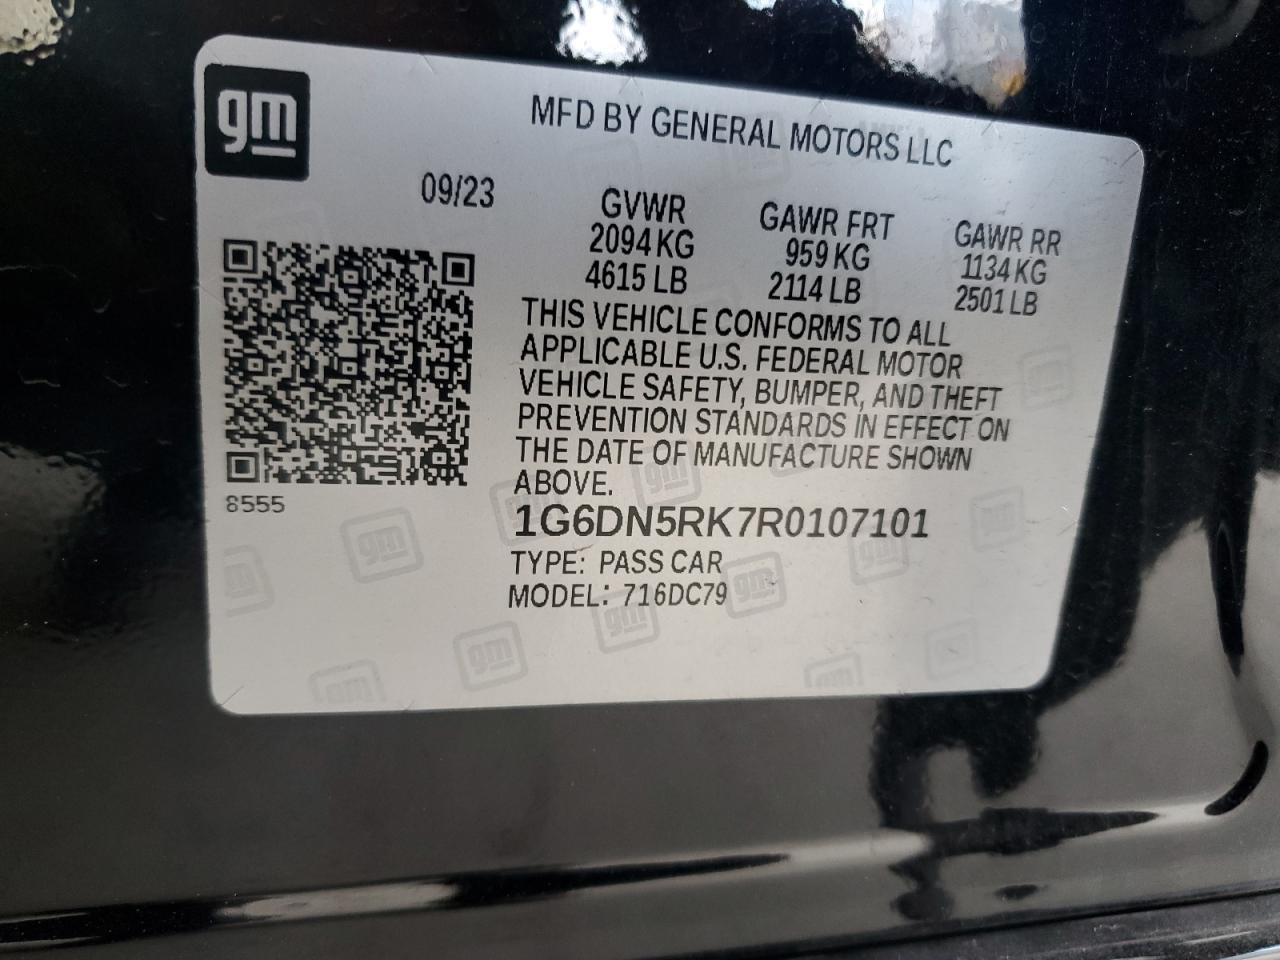 gm
MFD BY GENERAL MOTORS LLC
09/23
GVWR GAWR FRT GAWR RR
2094 KG 959 KG 1134 KG
4615 LB 2114 LB 2501 LB
THIS VEHICLE CONFORMS TO ALL
APPLICABLE U.S. FEDERAL MOTOR
VEHICLE SAFETY, BUMPER, AND THEFT
PREVENTION STANDARDS IN EFFECT ON
THE DATE OF MANUFACTURE SHOWN
ABOVE.
8555
1G6DN5RK7R0107101
TYPE: PASS CAR
MODEL: 716DC79